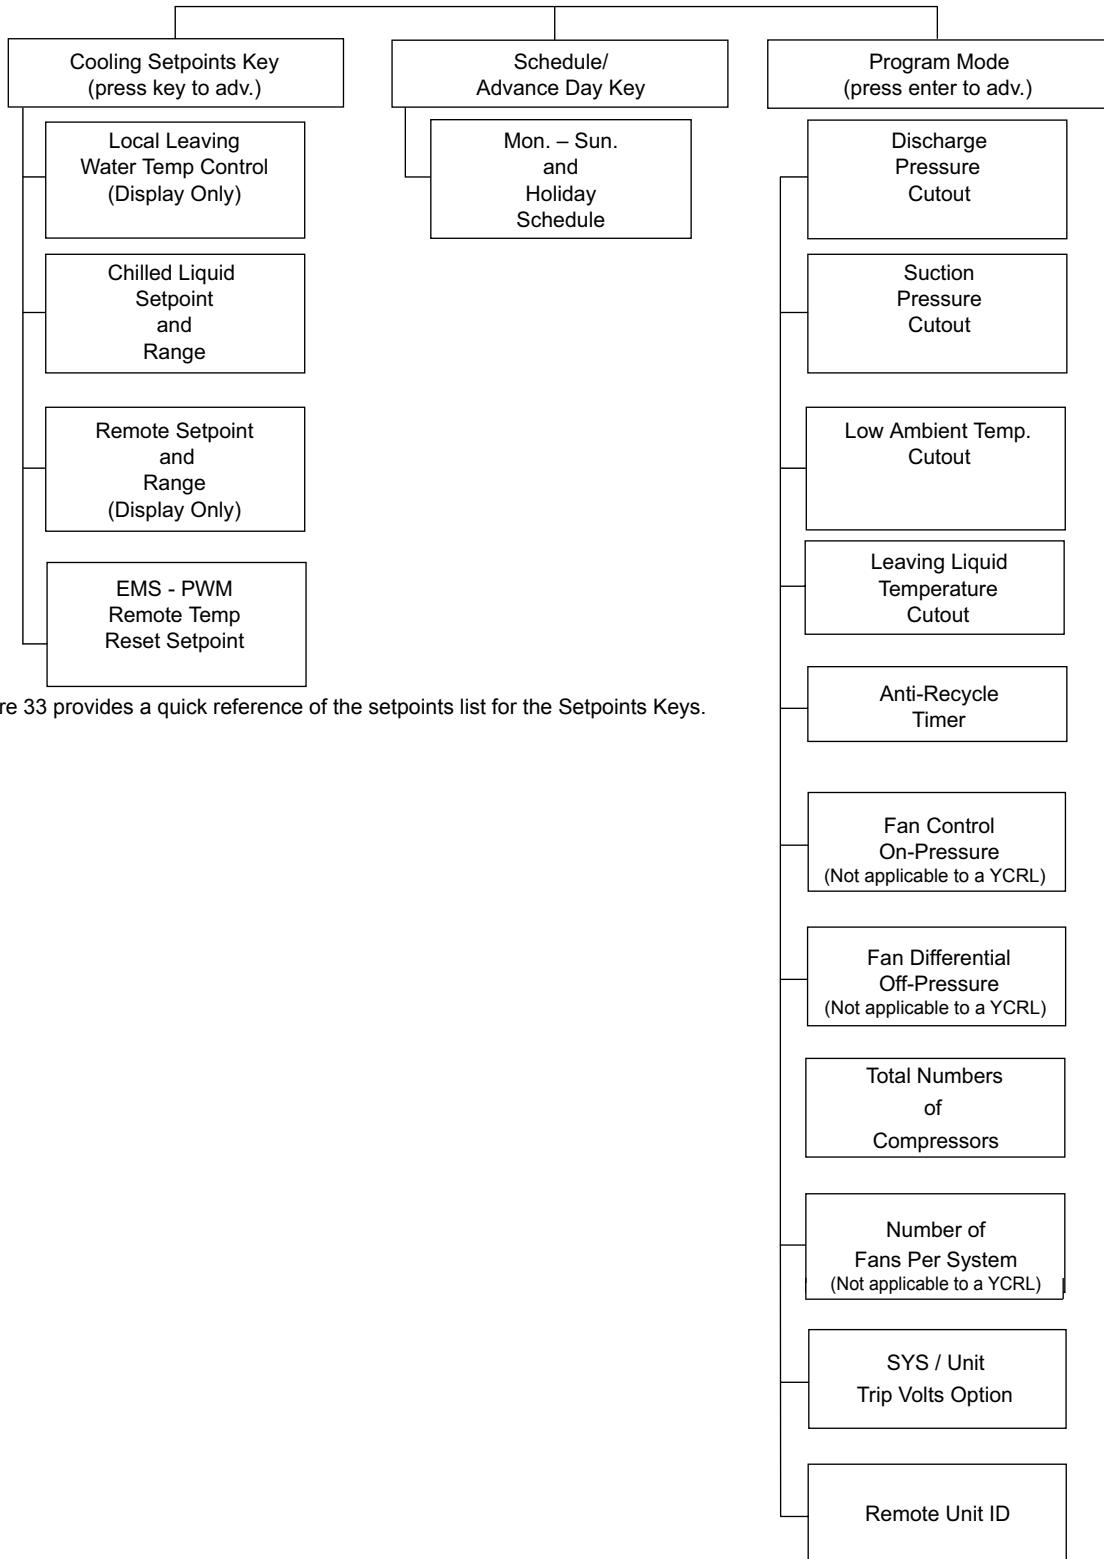 Cooling Setpoints Key
(press key to adv.)
Local Leaving
Water Temp Control
(Display Only)
Chilled Liquid
Setpoint
and
Range
Remote Setpoint
and
Range
(Display Only)
EMS - PWM
Remote Temp
Reset Setpoint
re 33 provides a quick reference of the setpoints list for the Setpoints Keys.
Schedule/
Advance Day Key
Mon. – Sun.
and
Holiday
Schedule
Program Mode
(press enter to adv.)
Discharge
Pressure
Cutout
Suction
Pressure
Cutout
Low Ambient Temp.
Cutout
Leaving Liquid
Temperature
Cutout
Anti-Recycle
Timer
Fan Control
On-Pressure
(Not applicable to a YCRL)
Fan Differential
Off-Pressure
(Not applicable to a YCRL)
Total Numbers
of
Compressors
Number of
Fans Per System
(Not applicable to a YCRL)
SYS / Unit
Trip Volts Option
Remote Unit ID